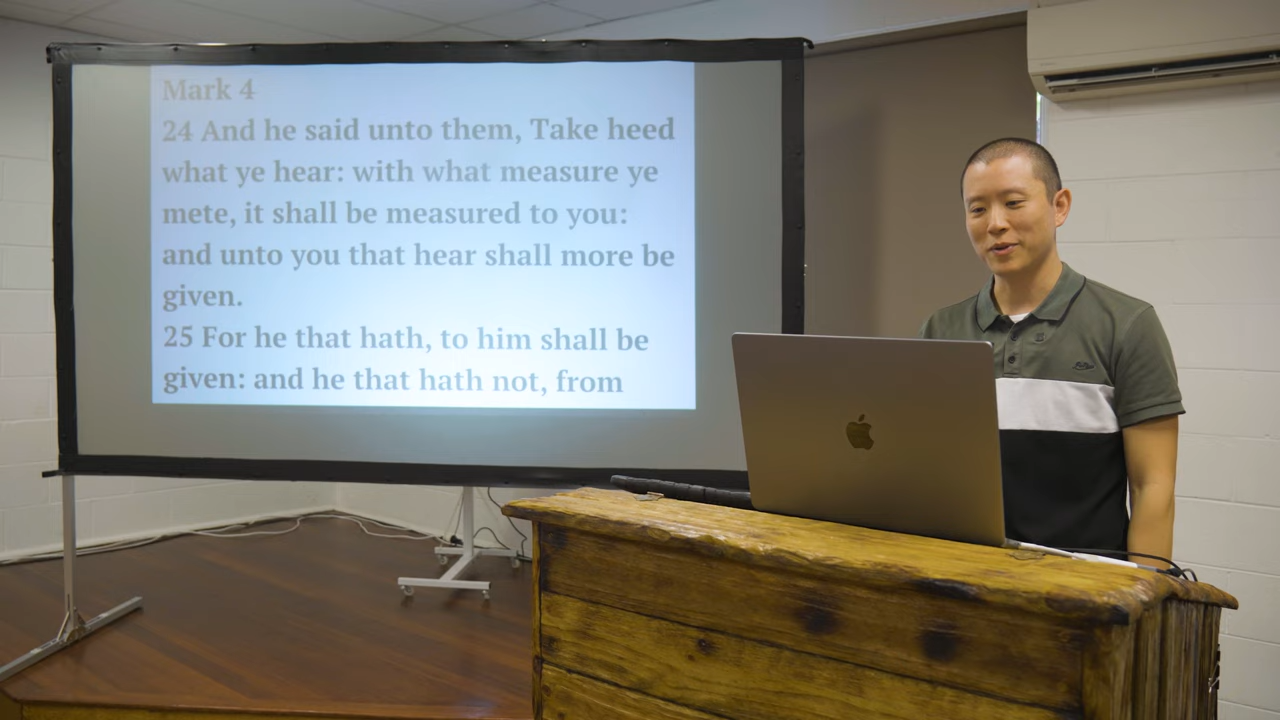 Mark 4
24 And he said unto them, Take heed
what ye hear: with what measure ye
mete, it shall be measured to you:
and unto you that hear shall more be
given.
25 For he that hath, to him shall be
given: and he that hath not, from